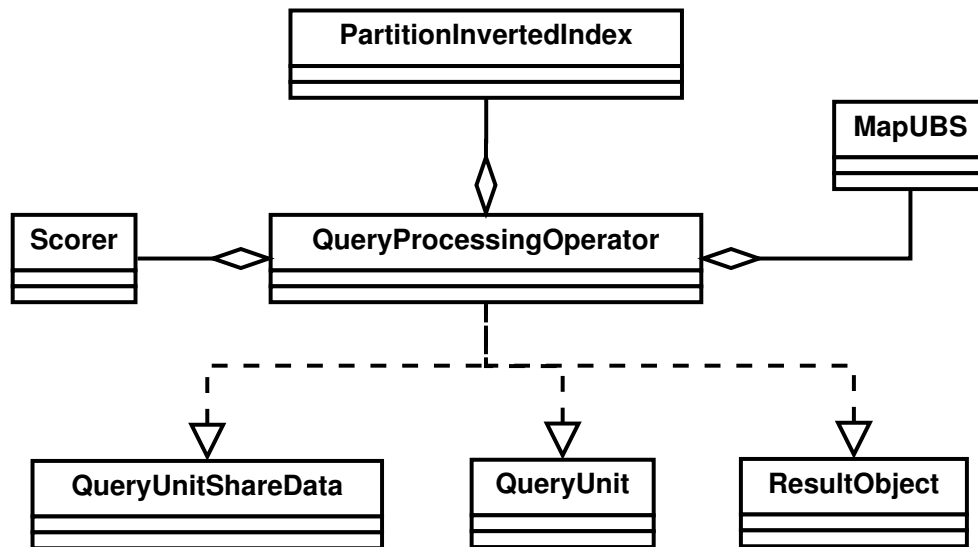 PartitionInvertedIndex
MapUBS
Scorer
QueryProcessingOperator
QueryUnitShareData
QueryUnit
ResultObject